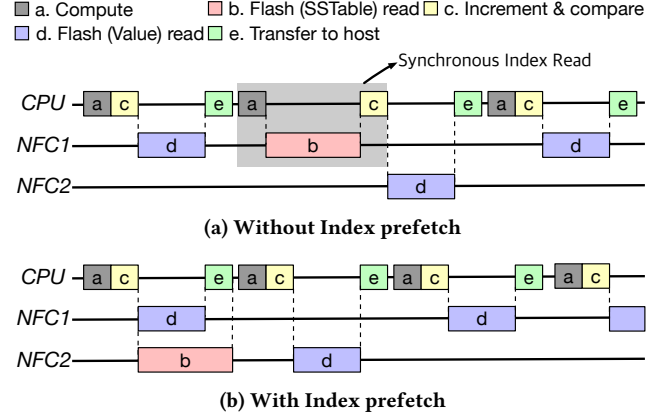 a. Compute b. Flash (SSTable) read c. Increment & compare
d. Flash (Value) read e. Transfer to host
Synchronous Index Read
CPU a c e a c e a c e
NFC1 d b d
NFC2 d
(a) Without Index prefetch
CPU a c e a c e a c e a c
NFC1 d d
NFC2 b d
(b) With Index prefetch